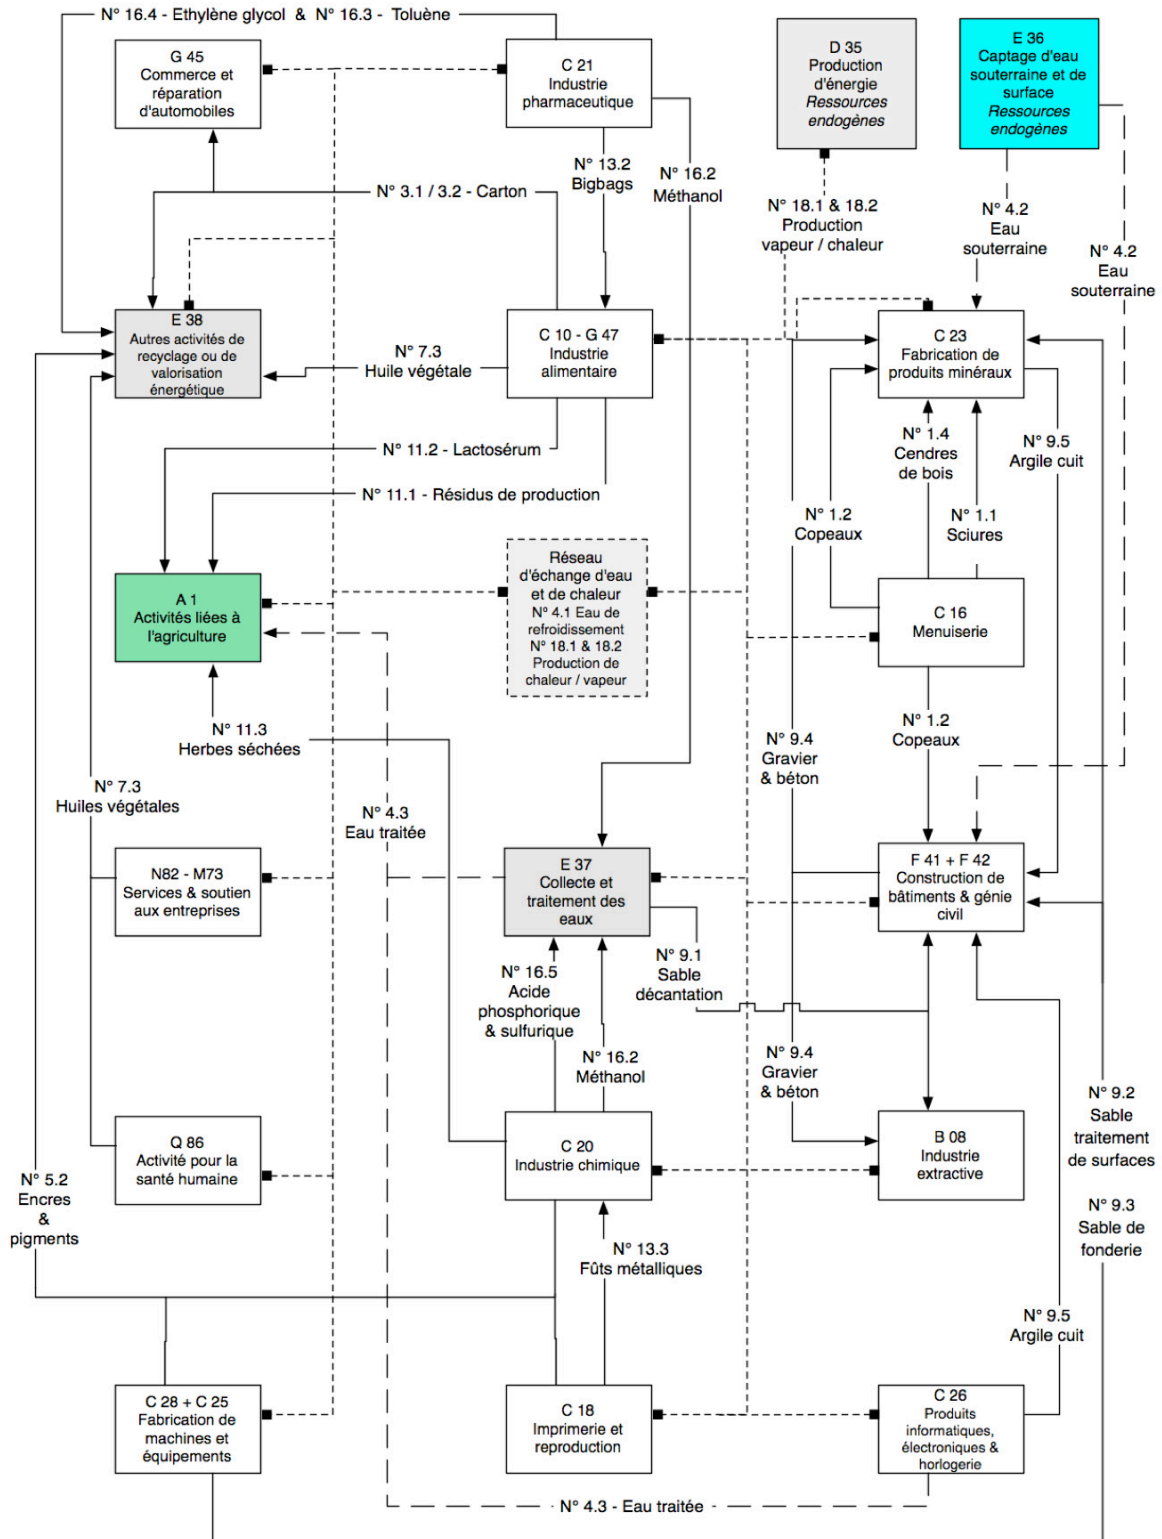 N° 16.4 - Ethylène glycol & N° 16.3 - Toluène
G 45
Commerce et
réparation
d'automobiles
C 21
Industrie
pharmaceutique
D 35
Production
d'énergie
Ressources
endogènes
E 36
Captage d'eau
souterraine et de
surface
Ressources
endogènes
N° 13.2
Bigbags
N° 16.2
Méthanol
N° 3.1 / 3.2 - Carton
N° 18.1 & 18.2
Production
vapeur / chaleur
N° 4.2
Eau
souterraine
N° 4.2
Eau
souterraine
E 38
Autres activités de
recyclage ou de
valorisation
énergétique
N° 7.3
Huile végétale
C 10 - G 47
Industrie
alimentaire
C 23
Fabrication de
produits minéraux
N° 11.2 - Lactosérum
N° 11.1 - Résidus de production
N° 1.4
Cendres
de bois
N° 9.5
Argile cuit
N° 1.2
Copeaux
N° 1.1
Sciures
A 1
Activités liées à
l'agriculture
Réseau
d'échange d'eau
et de chaleur
N° 4.1 Eau de
refroidissement
N° 18.1 & 18.2
Production de
chaleur / vapeur
C 16
Menuiserie
N° 11.3
Herbes séchées
N° 1.2
Copeaux
N° 9.4
Gravier
& béton
N° 7.3
Huiles végétales
N° 4.3
Eau traitée
N82 - M73
Services & soutien
aux entreprises
E 37
Collecte et
traitement des
eaux
F 41 + F 42
Construction de
bâtiments & génie
civil
N° 16.5
Acide
phosphorique
& sulfurique
N° 9.1
Sable
décantation
N° 16.2
Méthanol
N° 9.4
Gravier
& béton
N° 9.2
Sable
traitement
de surfaces
Q 86
Activité pour la
santé humaine
C 20
Industrie chimique
B 08
Industrie
extractive
N° 5.2
Encres
&
pigments
N° 9.3
Sable de
fonderie
N° 13.3
Fûts métalliques
N° 9.5
Argile cuit
C 28 + C 25
Fabrication de
machines et
équipements
C 18
Imprimerie et
reproduction
C 26
Produits
informatiques,
électroniques &
horlogerie
N° 4.3 - Eau traitée